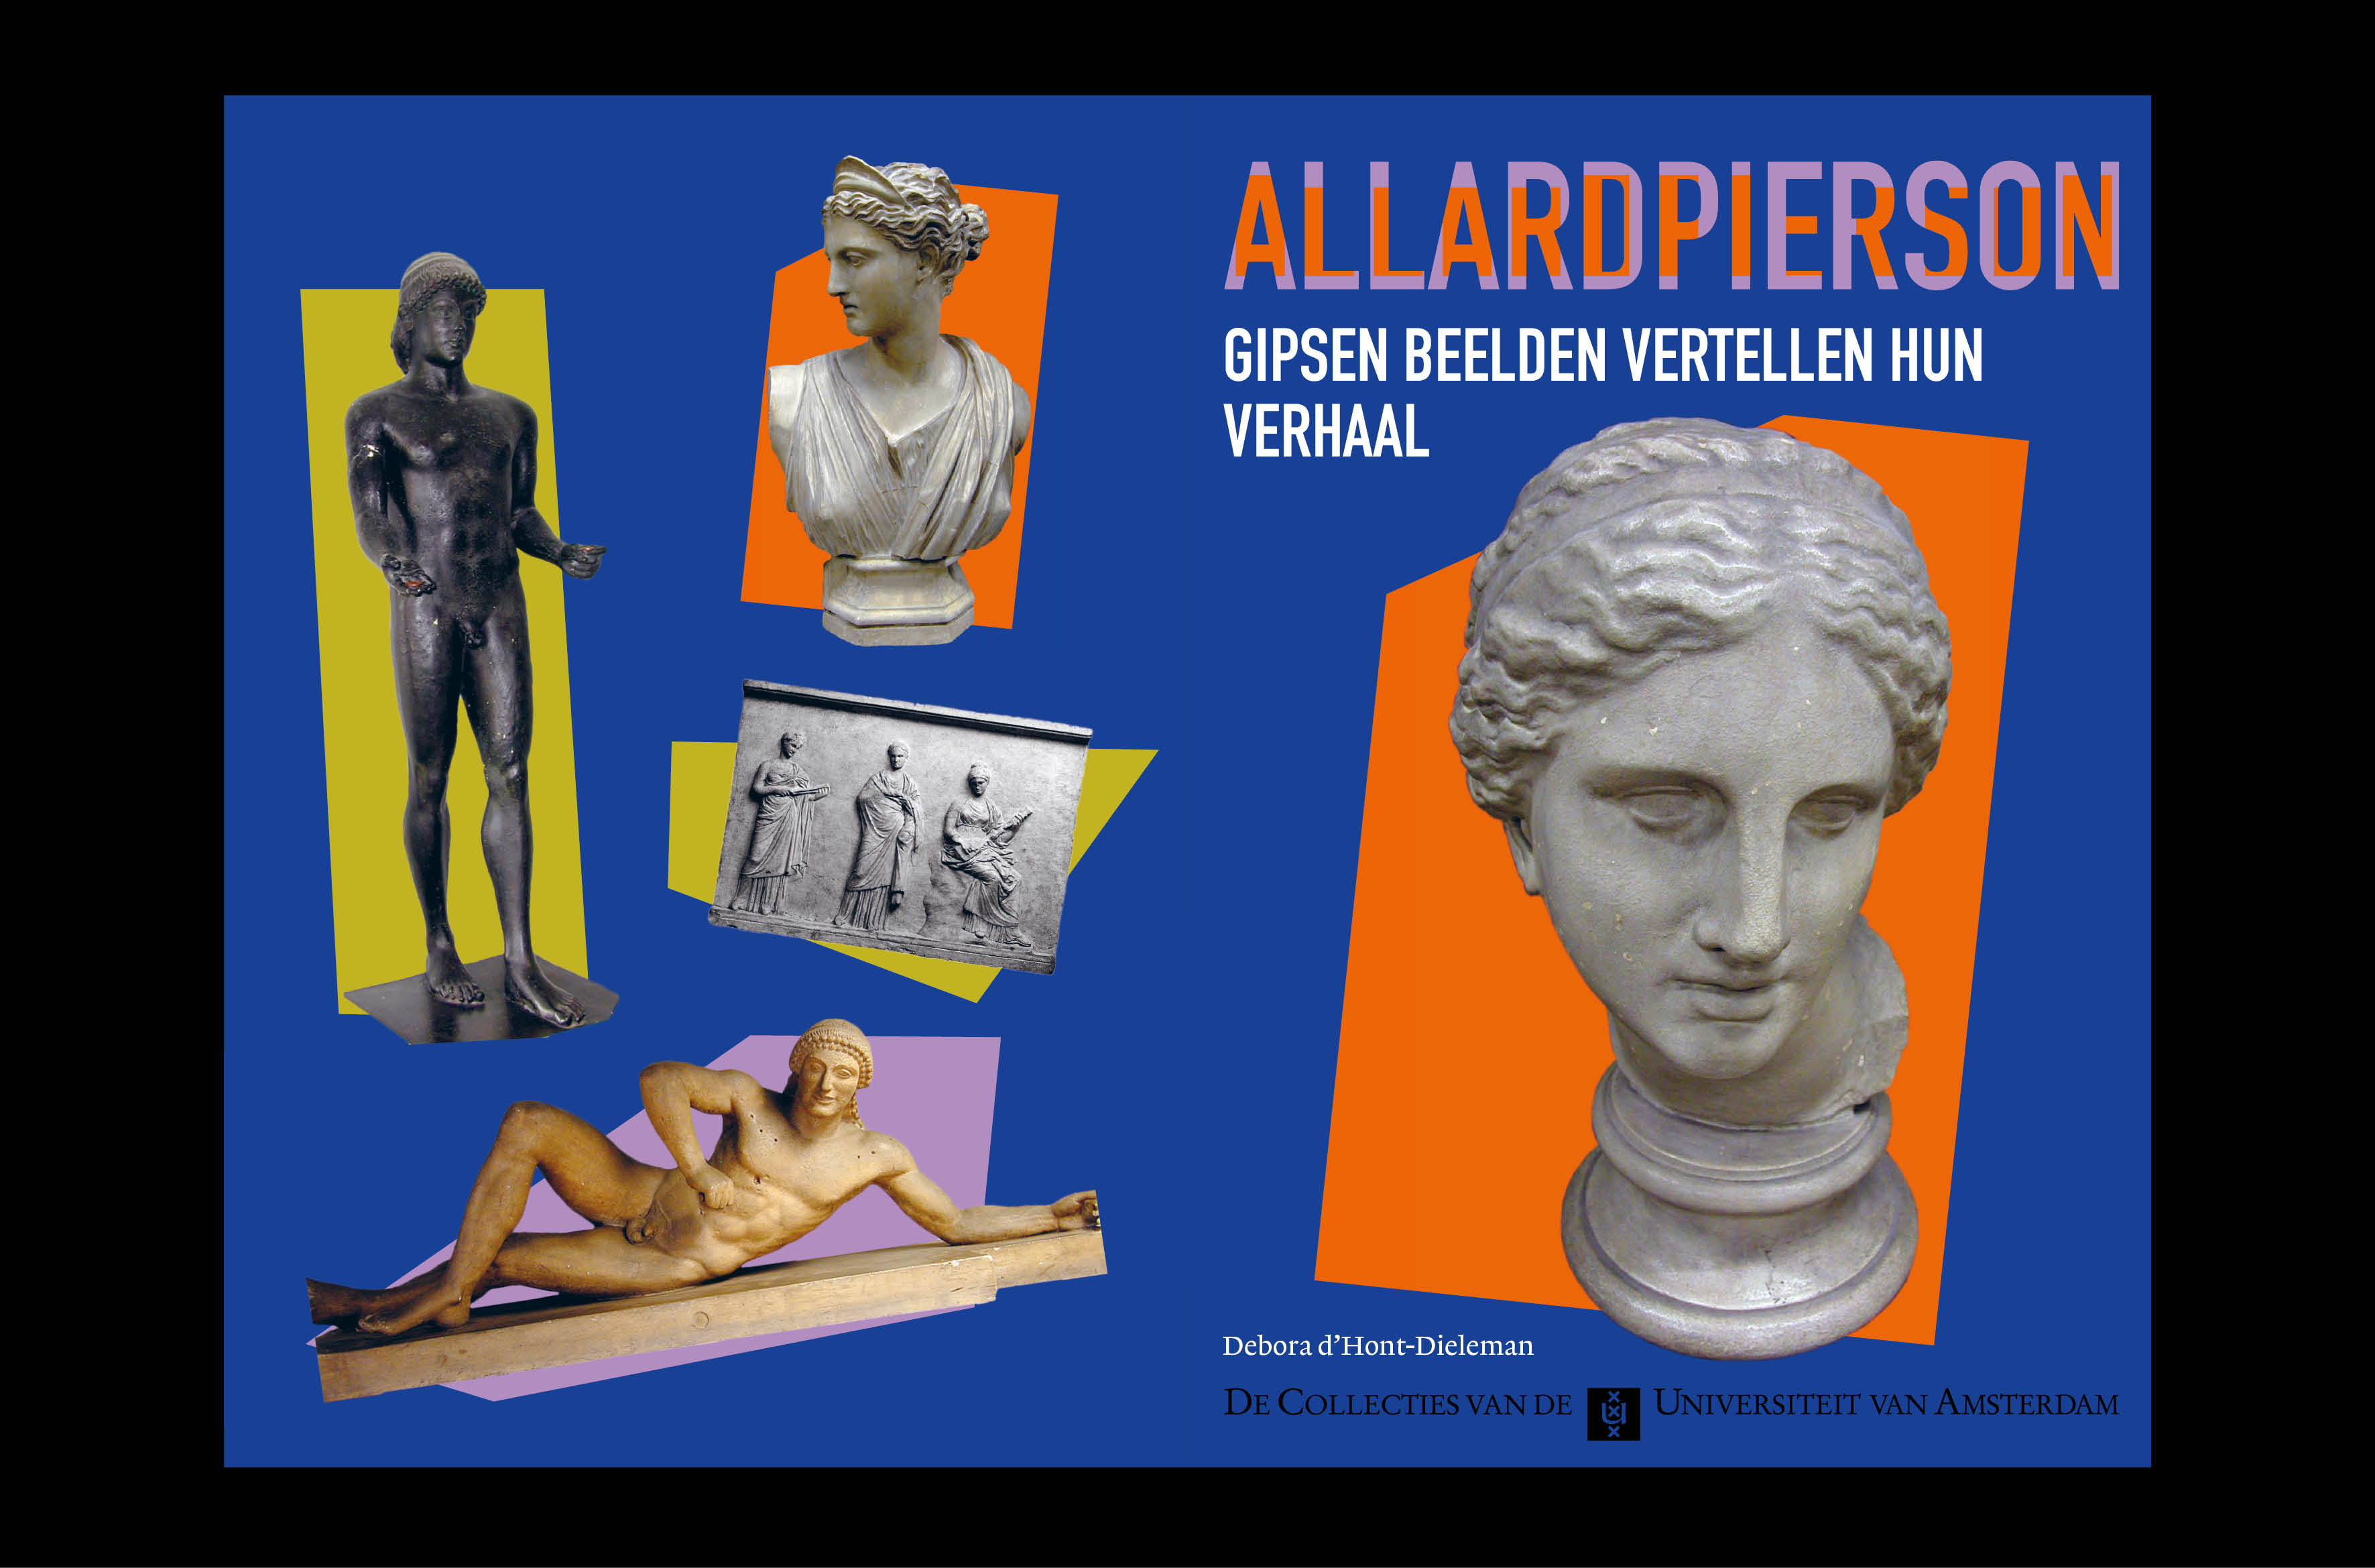 ALLARDPIERSON
GIPSEN BEELDEN VERTELLEN HUN
VERHAAL
Debora d’Hont-Dieleman
DE COLLECTIES VAN DE UNIVERSITEIT VAN AMSTERDAM